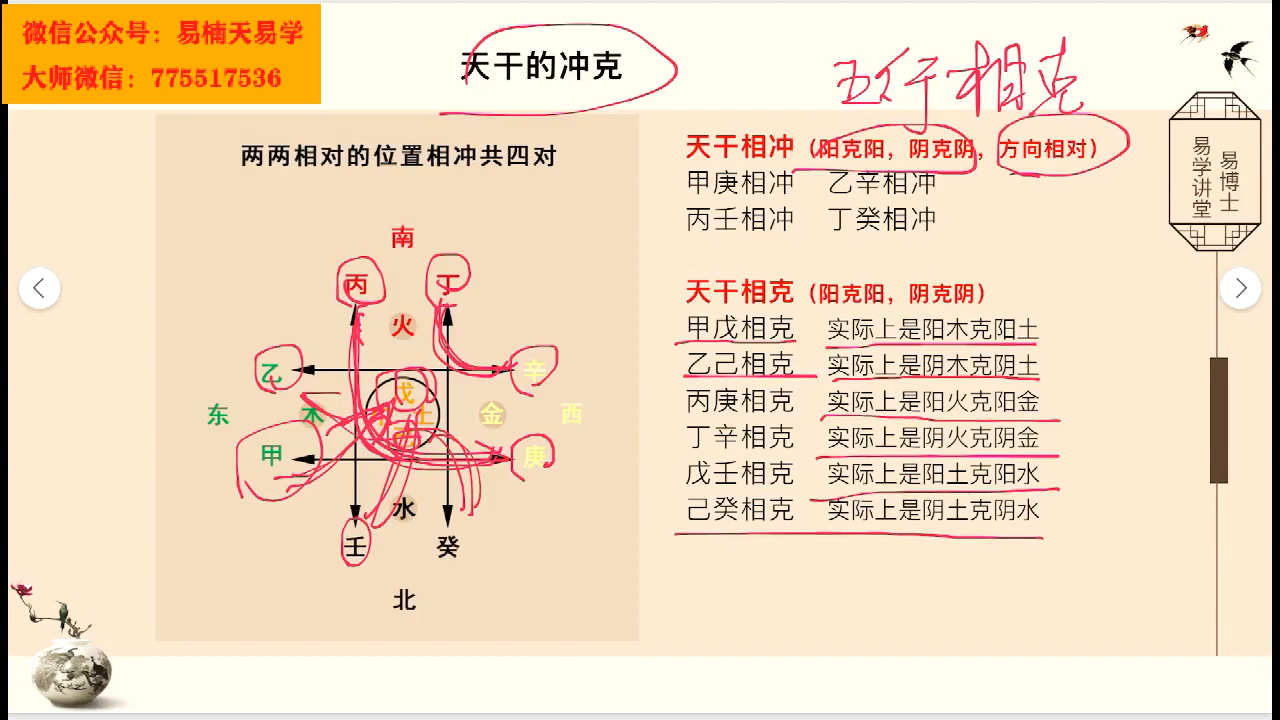 微信公众号：易楠天易学
大师微信：775517536
天干的冲克
五行相克
两两相对的位置相冲共四对
南
丙 丁
火
乙 辛
戊
东 木 土 金 西
己
甲 庚
水
壬 癸
北
天干相冲（阳克阳，阴克阴，方向相对）
甲庚相冲 乙辛相冲
丙壬相冲 丁癸相冲
天干相克（阳克阳，阴克阴）
甲戊相克 实际上是阳木克阳土
乙己相克 实际上是阴木克阴土
丙庚相克 实际上是阳火克阳金
丁辛相克 实际上是阴火克阴金
戊壬相克 实际上是阳土克阳水
己癸相克 实际上是阴土克阴水
易博士
易学讲堂